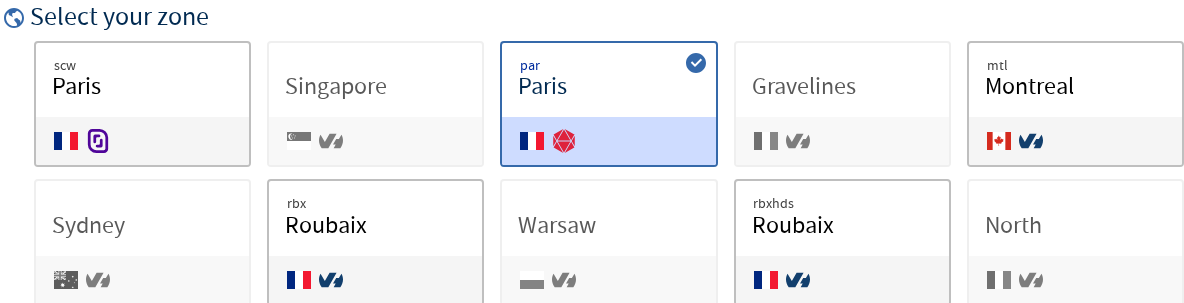 Select your zone
scw
Paris
Singapore
par
Paris
Gravelines
mtl
Montreal
Sydney
rbx
Roubaix
Warsaw
rbxhds
Roubaix
North